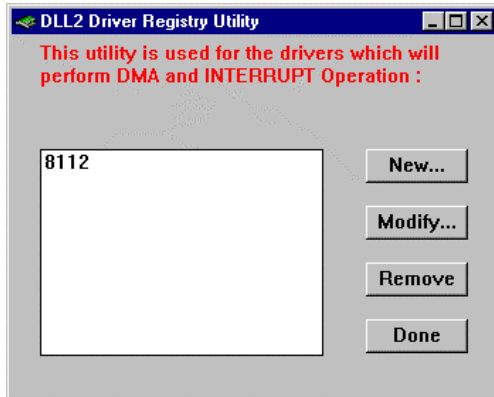 DLL2 Driver Registry Utility
This utility is used for the drivers which will
perform DMA and INTERRUPT Operation :
8112
New...
Modify...
Remove
Done